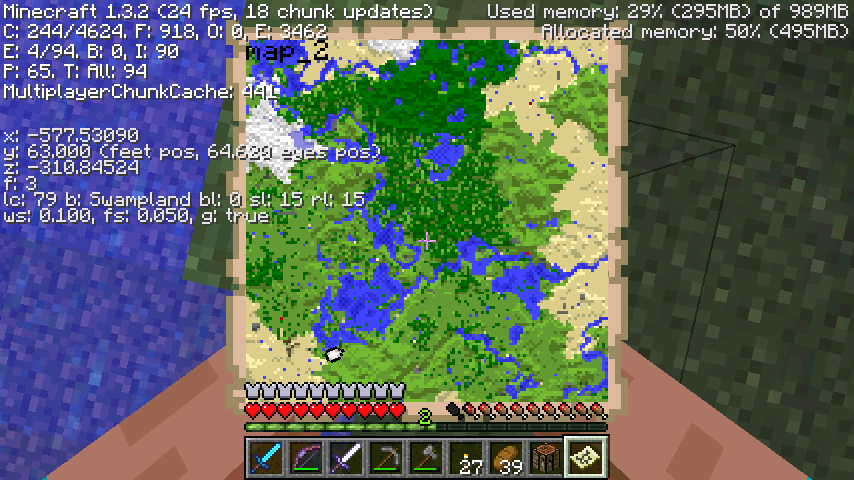 Minecraft 1.3.2 (24 fps, 18 chunk updates)
C: 244/4624. F: 918, O: 0, E: 3462
E: 4/94. B: 0, I: 90
P: 65. T: All: 94
MultiplayerChunkCache: 441
Used memory: 29% (295MB) of 989MB
Allocated memory: 50% (495MB)
map_2
x: -577.53090
y: 63.000 (feet pos, 64.620 eyes pos)
z: -310.84524
f: 3
lc: 79 b: Swampland bl: 0 sl: 15 rl: 15
ws: 0.100, fs: 0.050, g: true
8
27
39